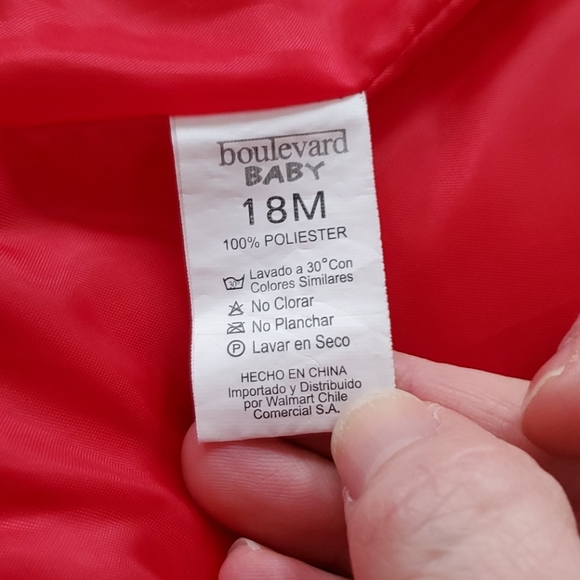 boulevard
BABY
18M
100% POLIESTER
30°
Lavado a 30°Con
Colores Similares
No Clorar
No Planchar
P Lavar en Seco
HECHO EN CHINA
Importado y Distribuido
por Walmart Chile
Comercial S.A.